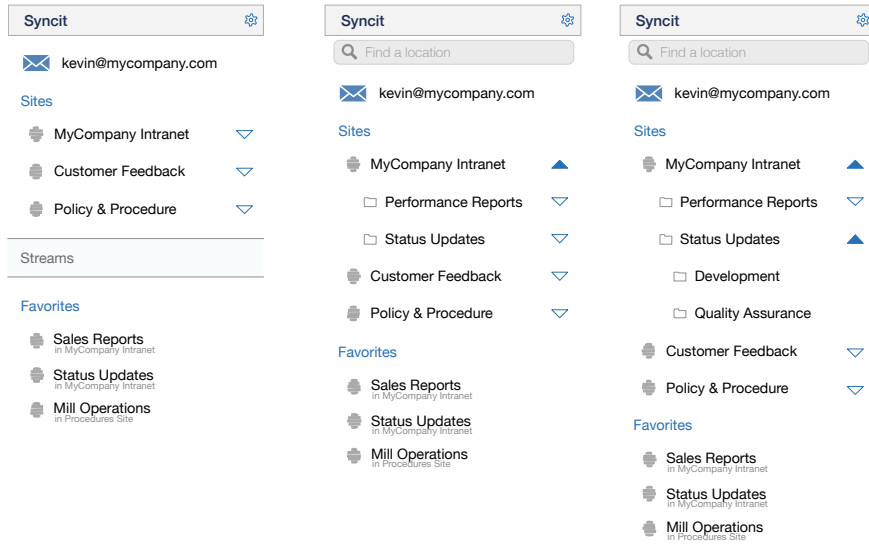 Syncit
kevin@mycompany.com
Sites
MyCompany Intranet
Customer Feedback
Policy & Procedure
Streams
Favorites
Sales Reports
in MyCompany Intranet
Status Updates
in MyCompany Intranet
Mill Operations
in Procedures Site
Syncit
Find a location
kevin@mycompany.com
Sites
MyCompany Intranet
Performance Reports
Status Updates
Customer Feedback
Policy & Procedure
Favorites
Sales Reports
in MyCompany Intranet
Status Updates
in MyCompany Intranet
Mill Operations
in Procedures Site
Syncit
Find a location
kevin@mycompany.com
Sites
MyCompany Intranet
Performance Reports
Status Updates
Development
Quality Assurance
Customer Feedback
Policy & Procedure
Favorites
Sales Reports
in MyCompany Intranet
Status Updates
in MyCompany Intranet
Mill Operations
in Procedures Site